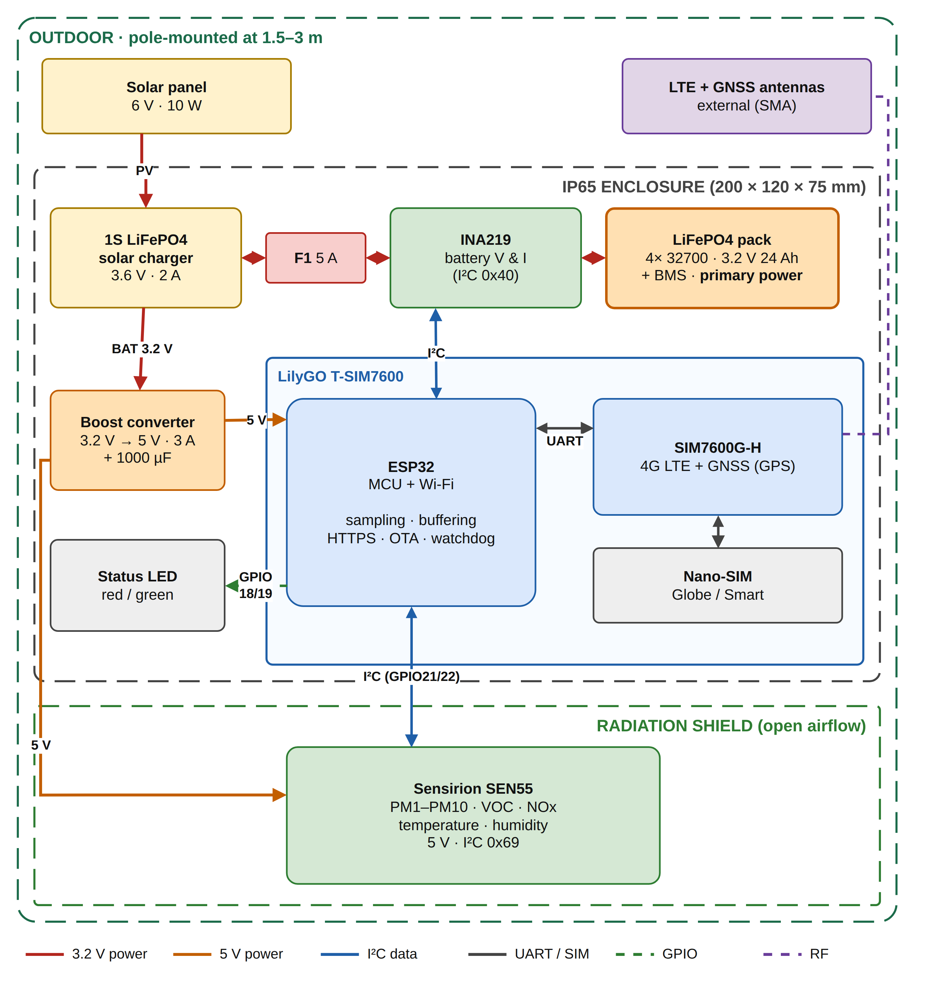 OUTDOOR · pole-mounted at 1.5–3 m
Solar panel
6 V · 10 W
LTE + GNSS antennas
external (SMA)
PV
IP65 ENCLOSURE (200 × 120 × 75 mm)
1S LiFePO4
solar charger
3.6 V · 2 A
F1 5 A
INA219
battery V & I
(I²C 0x40)
LiFePO4 pack
4× 32700 · 3.2 V 24 Ah
+ BMS · primary power
BAT 3.2 V
I²C
LilyGO T-SIM7600
Boost converter
3.2 V → 5 V · 3 A
+ 1000 µF
5 V
ESP32
MCU + Wi-Fi
sampling · buffering
HTTPS · OTA · watchdog
UART
SIM7600G-H
4G LTE + GNSS (GPS)
Status LED
red / green
GPIO
18/19
Nano-SIM
Globe / Smart
I²C (GPIO21/22)
RADIATION SHIELD (open airflow)
5 V
Sensirion SEN55
PM1–PM10 · VOC · NOx
temperature · humidity
5 V · I²C 0x69
3.2 V power
5 V power
I²C data
UART / SIM
GPIO
RF